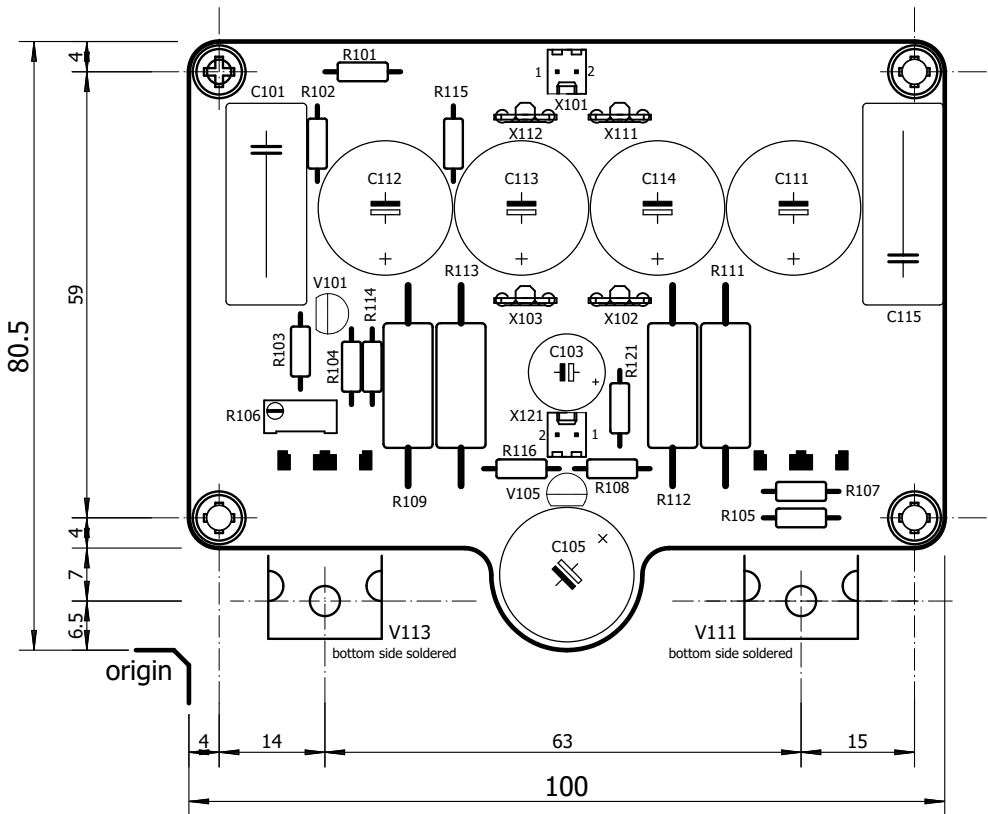 R101
1
2
X101
4
C101
R102
R115
X112
X111
C112
C113
C114
C111
59
V101
R113
R111
R114
X103
X102
C115
80.5
R103
R104
C103
R121
R106
X121
2
1
R116
R109
V105
R108
R112
R107
R105
4
C105
7
6.5
V113
bottom side soldered
V111
bottom side soldered
origin
4
14
63
15
100